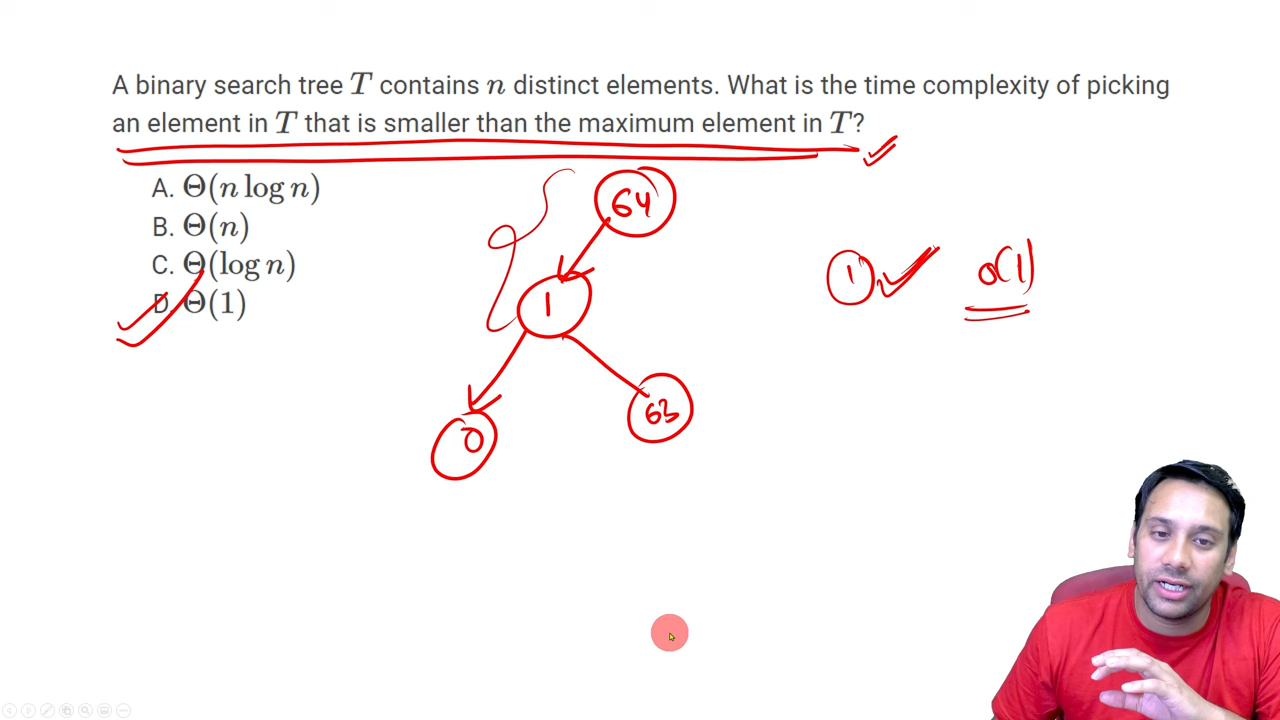 A binary search tree T contains n distinct elements. What is the time complexity of picking
an element in T that is smaller than the maximum element in T?
A. Θ(n log n)
B. Θ(n)
C. Θ(log n)
D. Θ(1)
64
1
0
63
1
O(1)